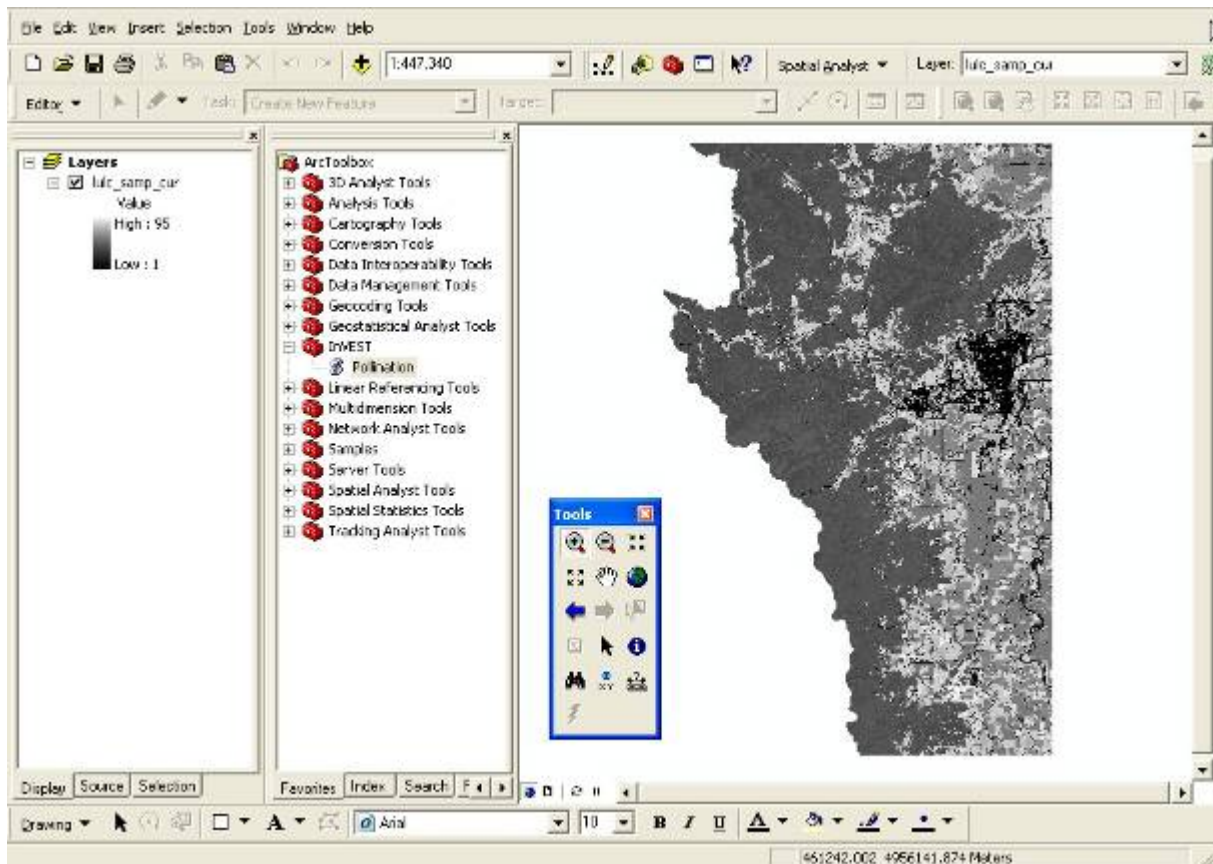 File Edit View Insert Selection Tools Window Help
1:447,340
Spatial Analyst
Layer: lulc_samp_cur
Editor
Task: Create New Feature
Target:
Layers
lulc_samp_cur
Value
High : 95
Low : 1
ArcToolbox
3D Analyst Tools
Analysis Tools
Cartography Tools
Conversion Tools
Data Interoperability Tools
Data Management Tools
Geocoding Tools
Geostatistical Analyst Tools
InVEST
Pollination
Linear Referencing Tools
Multidimension Tools
Network Analyst Tools
Samples
Server Tools
Spatial Analyst Tools
Spatial Statistics Tools
Tracking Analyst Tools
Tools
XY
Display Source Selection
Favorites Index Search F
Drawing
A
Arial
10
B I U A
461242.002 4956141.874 Meters